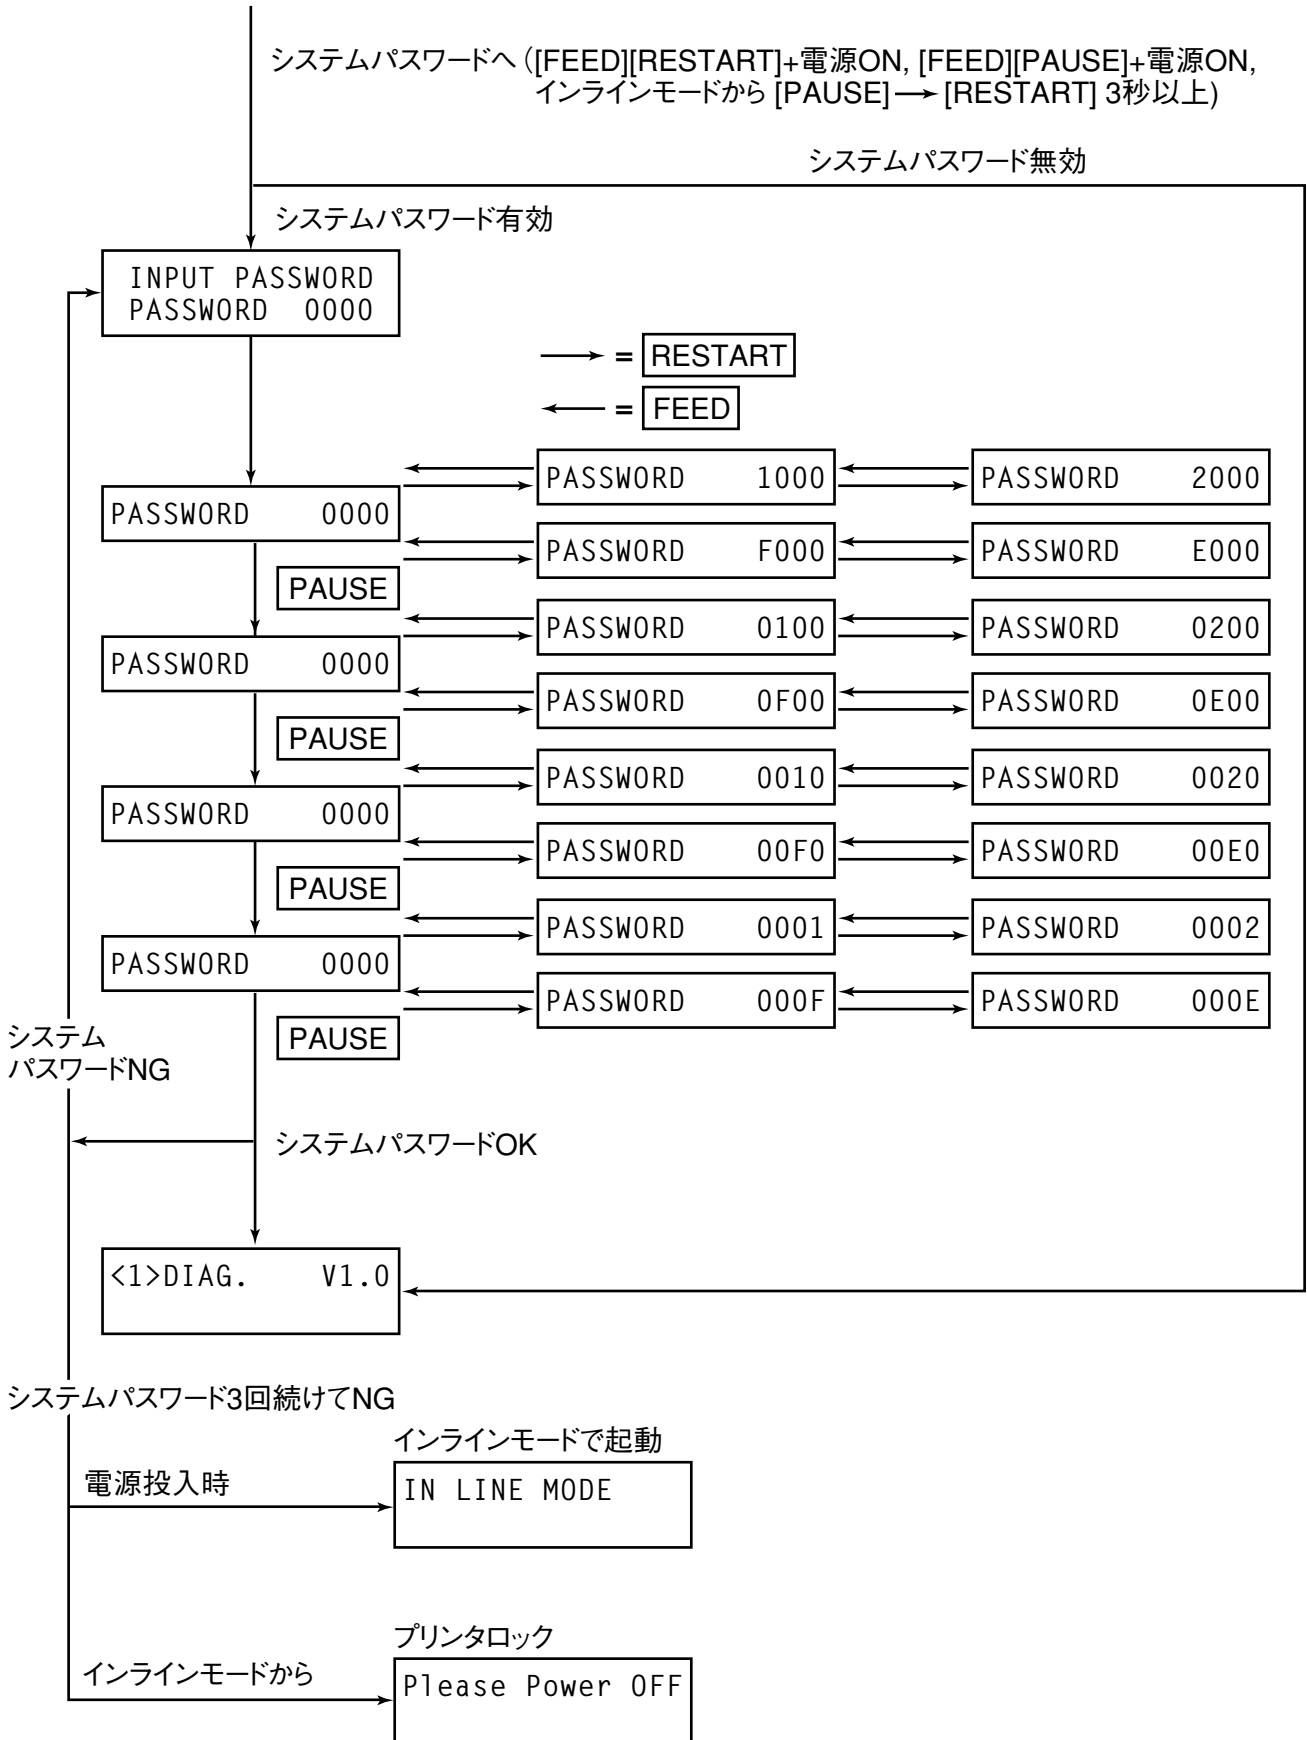 システムパスワードへ ([FEED][RESTART]+電源ON, [FEED][PAUSE]+電源ON,
インラインモードから [PAUSE]→ [RESTART] 3秒以上)
システムパスワード無効
システムパスワード有効
INPUT PASSWORD
PASSWORD 0000
→ = RESTART
← = FEED
PASSWORD 0000
PASSWORD 1000
PASSWORD 2000
PASSWORD F000
PASSWORD E000
PAUSE
PASSWORD 0000
PASSWORD 0100
PASSWORD 0200
PASSWORD 0F00
PASSWORD 0E00
PAUSE
PASSWORD 0000
PASSWORD 0010
PASSWORD 0020
PASSWORD 00F0
PASSWORD 00E0
PAUSE
PASSWORD 0000
PASSWORD 0001
PASSWORD 0002
PASSWORD 000F
PASSWORD 000E
PAUSE
システム
パスワードNG
システムパスワードOK
<1>DIAG. V1.0
システムパスワード3回続けてNG
インラインモードで起動
電源投入時
IN LINE MODE
プリンタロック
インラインモードから
Please Power OFF